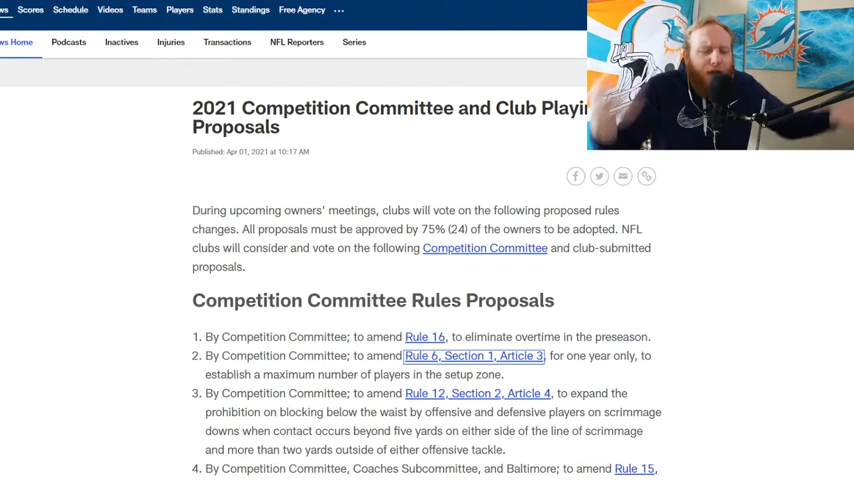 Scores Schedule Videos Teams Players Stats Standings Free Agency ...
Home Podcasts Inactives Injuries Transactions NFL Reporters Series
2021 Competition Committee and Club
Proposals
Published: Apr 01, 2021 at 10:17 AM
During upcoming owners' meetings, clubs will vote on the following proposed rules
changes. All proposals must be approved by 75% (24) of the owners to be adopted. NFL
clubs will consider and vote on the following Competition Committee and club-submitted
proposals.
Competition Committee Rules Proposals
1. By Competition Committee; to amend Rule 16, to eliminate overtime in the preseason.
2. By Competition Committee; to amend Rule 6, Section 1, Article 3, for one year only, to
establish a maximum number of players in the setup zone.
3. By Competition Committee; to amend Rule 12, Section 2, Article 4, to expand the
prohibition on blocking below the waist by offensive and defensive players on scrimmage
downs when contact occurs beyond five yards on either side of the line of scrimmage
and more than two yards outside of either offensive tackle.
4. By Competition Committee, Coaches Subcommittee, and Baltimore; to amend Rule 15,